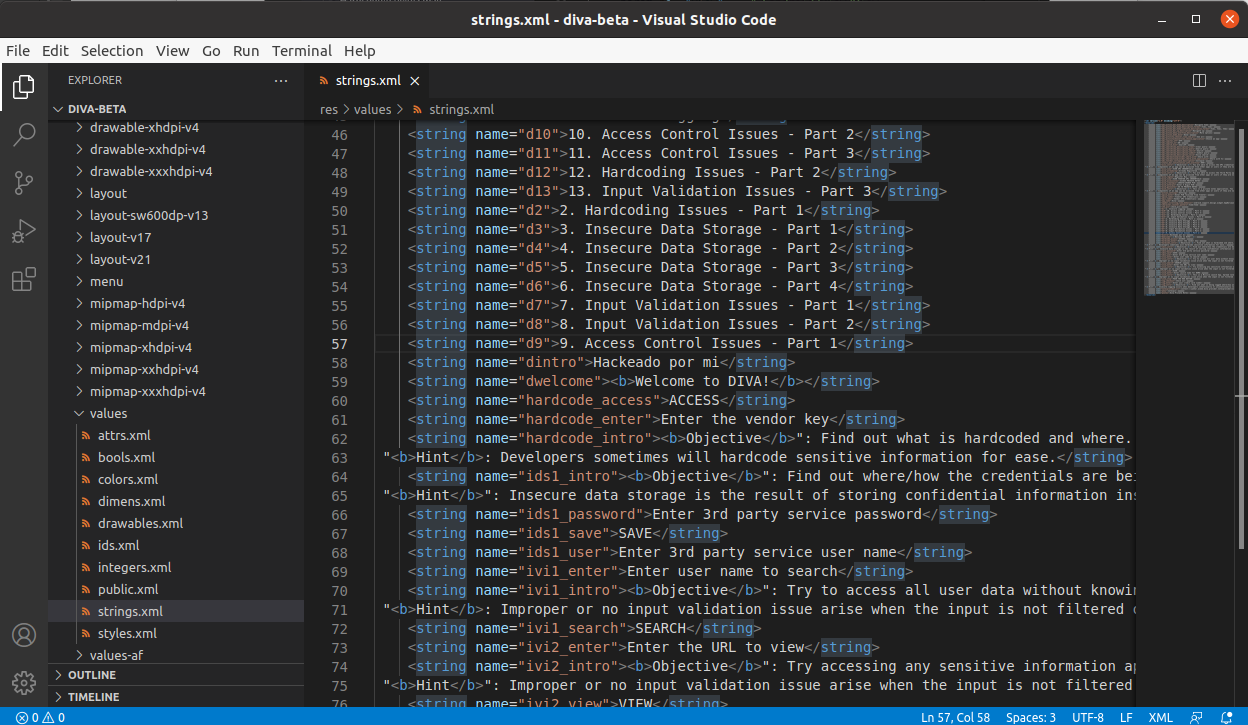 strings.xml - diva-beta - Visual Studio Code
File Edit Selection View Go Run Terminal Help
EXPLORER
DIVA-BETA
drawable-xhdpi-v4
drawable-xxhdpi-v4
drawable-xxxhdpi-v4
layout
layout-sw600dp-v13
layout-v17
layout-v21
menu
mipmap-hdpi-v4
mipmap-mdpi-v4
mipmap-xhdpi-v4
mipmap-xxhdpi-v4
mipmap-xxxhdpi-v4
values
attrs.xml
bools.xml
colors.xml
dimens.xml
drawables.xml
ids.xml
integers.xml
public.xml
strings.xml
styles.xml
values-af
OUTLINE
TIMELINE
strings.xml
res > values > strings.xml
46 <string name="d10">10. Access Control Issues - Part 2</string>
47 <string name="d11">11. Access Control Issues - Part 3</string>
48 <string name="d12">12. Hardcoding Issues - Part 2</string>
49 <string name="d13">13. Input Validation Issues - Part 3</string>
50 <string name="d2">2. Hardcoding Issues - Part 1</string>
51 <string name="d3">3. Insecure Data Storage - Part 1</string>
52 <string name="d4">4. Insecure Data Storage - Part 2</string>
53 <string name="d5">5. Insecure Data Storage - Part 3</string>
54 <string name="d6">6. Insecure Data Storage - Part 4</string>
55 <string name="d7">7. Input Validation Issues - Part 1</string>
56 <string name="d8">8. Input Validation Issues - Part 2</string>
57 <string name="d9">9. Access Control Issues - Part 1</string>
58 <string name="dintro">Hackeado por mi</string>
59 <string name="dwelcome"><b>Welcome to DIVA!</b></string>
60 <string name="hardcode_access">ACCESS</string>
61 <string name="hardcode_enter">Enter the vendor key</string>
62 <string name="hardcode_intro"><b>Objective</b>": Find out what is hardcoded and where.
63 "<b>Hint</b>: Developers sometimes will hardcode sensitive information for ease.</string>
64 <string name="ids1_intro"><b>Objective</b>": Find out where/how the credentials are
65 "<b>Hint</b>": Insecure data storage is the result of storing confidential information
66 <string name="ids1_password">Enter 3rd party service password</string>
67 <string name="ids1_save">SAVE</string>
68 <string name="ids1_user">Enter 3rd party service user name</string>
69 <string name="ivi1_enter">Enter user name to search</string>
70 <string name="ivi1_intro"><b>Objective</b>": Try to access all user data without
71 "<b>Hint</b>: Improper or no input validation issue arise when the input is not filtered
72 <string name="ivi1_search">SEARCH</string>
73 <string name="ivi2_enter">Enter the URL to view</string>
74 <string name="ivi2_intro"><b>Objective</b>": Try accessing any sensitive information
75 "<b>Hint</b>": Improper or no input validation issue arise when the input is not filtered
76 <string name="ivi2_view">VIEW</string>
0 0 Ln 57, Col 58 Spaces: 3 UTF-8 LF XML